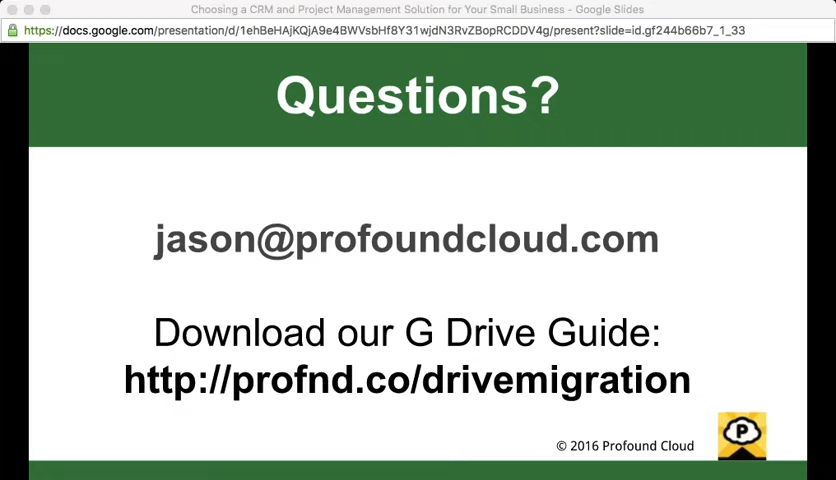 Choosing a CRM and Project Management Solution for Your Small Business - Google Slides
https://docs.google.com/presentation/d/1ehBeHAjKQjA9e4BWVsbHf8Y31wjdN3RvZBopRCDDV4g/present?slide=id.gf244b66b7_1_33
Questions?
jason@profoundcloud.com
Download our G Drive Guide:
http://profnd.co/drivemigration
© 2016 Profound Cloud
P